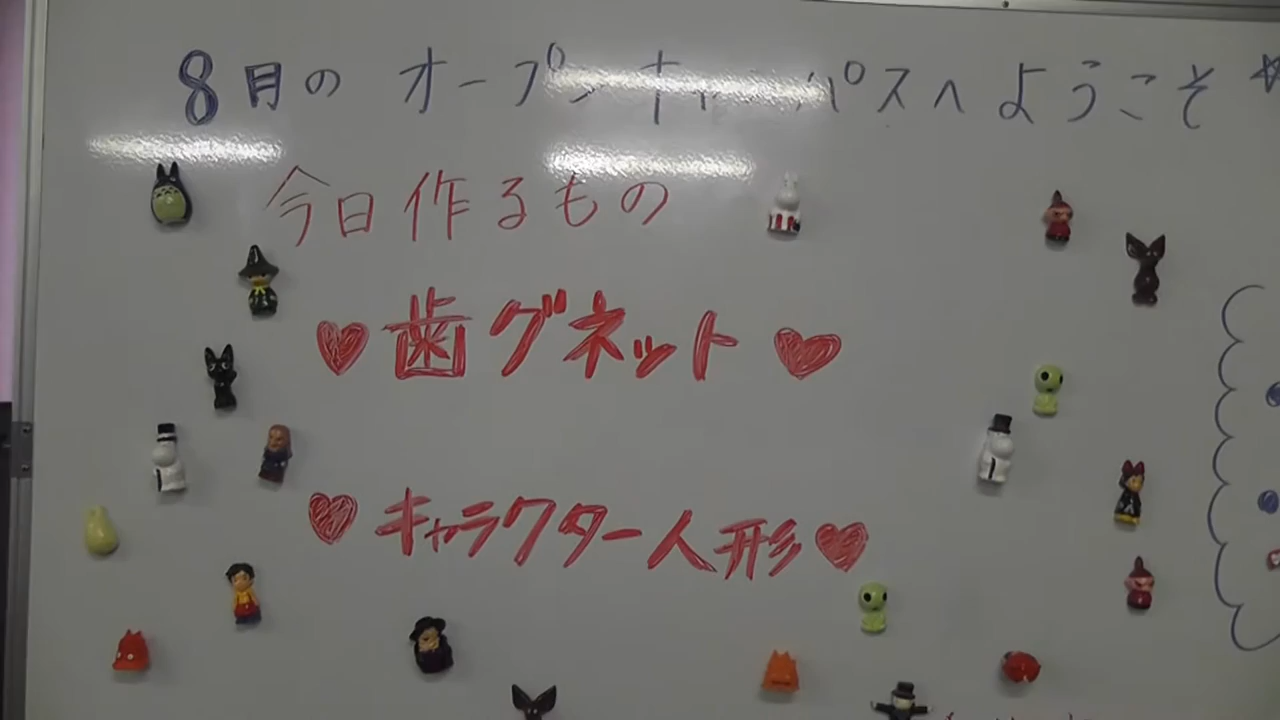 8月の オープンキャンパスへようこそ
今日作るもの
歯グネット
キャラクター人形